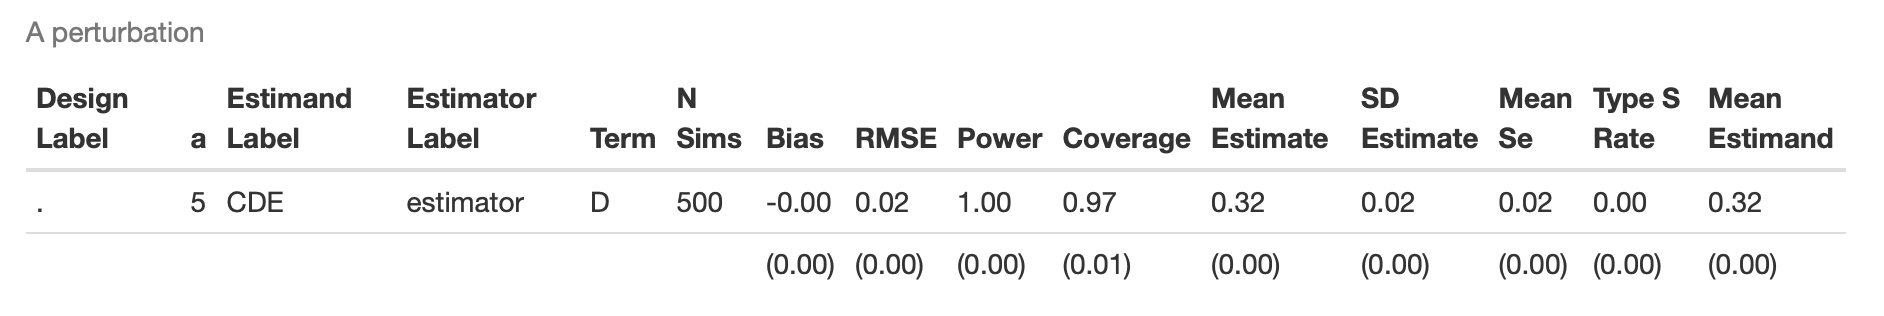 A perturbation
Design Label a Estimand Label Estimator Label Term N Sims Bias RMSE Power Coverage Mean Estimate SD Estimate Mean Se Type S Rate Mean Estimand
. 5 CDE estimator D 500 -0.00 0.02 1.00 0.97 0.32 0.02 0.02 0.00 0.32
(0.00) (0.00) (0.00) (0.01) (0.00) (0.00) (0.00) (0.00) (0.00)